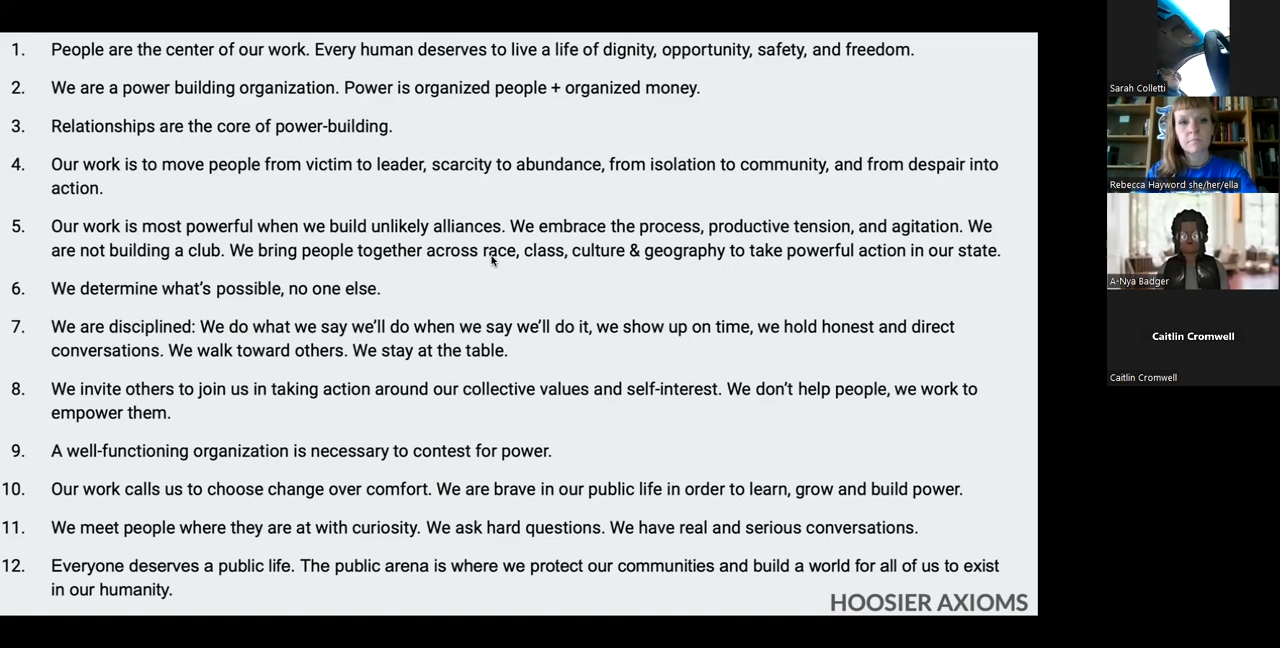 1. People are the center of our work. Every human deserves to live a life of dignity, opportunity, safety, and freedom.
2. We are a power building organization. Power is organized people + organized money.
3. Relationships are the core of power-building.
4. Our work is to move people from victim to leader, scarcity to abundance, from isolation to community, and from despair into
action.
5. Our work is most powerful when we build unlikely alliances. We embrace the process, productive tension, and agitation. We
are not building a club. We bring people together across race, class, culture & geography to take powerful action in our state.
6. We determine what's possible, no one else.
7. We are disciplined: We do what we say we'll do when we say we'll do it, we show up on time, we hold honest and direct
conversations. We walk toward others. We stay at the table.
8. We invite others to join us in taking action around our collective values and self-interest. We don't help people, we work to
empower them.
9. A well-functioning organization is necessary to contest for power.
10. Our work calls us to choose change over comfort. We are brave in our public life in order to learn, grow and build power.
11. We meet people where they are at with curiosity. We ask hard questions. We have real and serious conversations.
12. Everyone deserves a public life. The public arena is where we protect our communities and build a world for all of us to exist
in our humanity.
HOOSIER AXIOMS
Sarah Colletti
Rebecca Hayword she/her/ella
A-Nya Badger
Caitlin Cromwell
Caitlin Cromwell